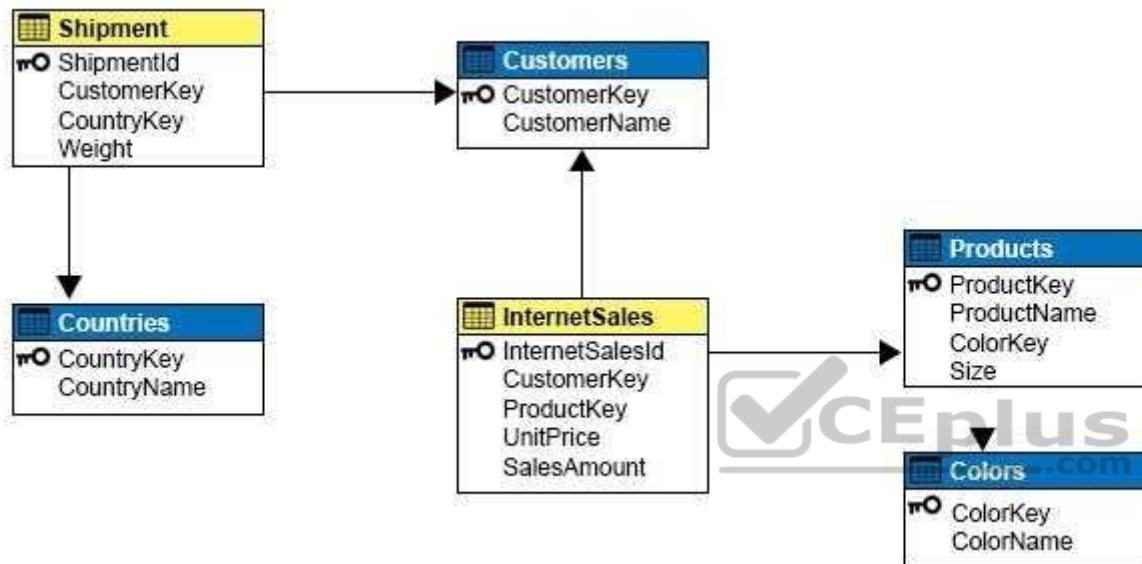 Shipment
ShipmentId
CustomerKey
CountryKey
Weight
Customers
CustomerKey
CustomerName
Countries
CountryKey
CountryName
InternetSales
InternetSalesId
CustomerKey
ProductKey
UnitPrice
SalesAmount
Products
ProductKey
ProductName
ColorKey
Size
CEplus
.com
Colors
ColorKey
ColorName